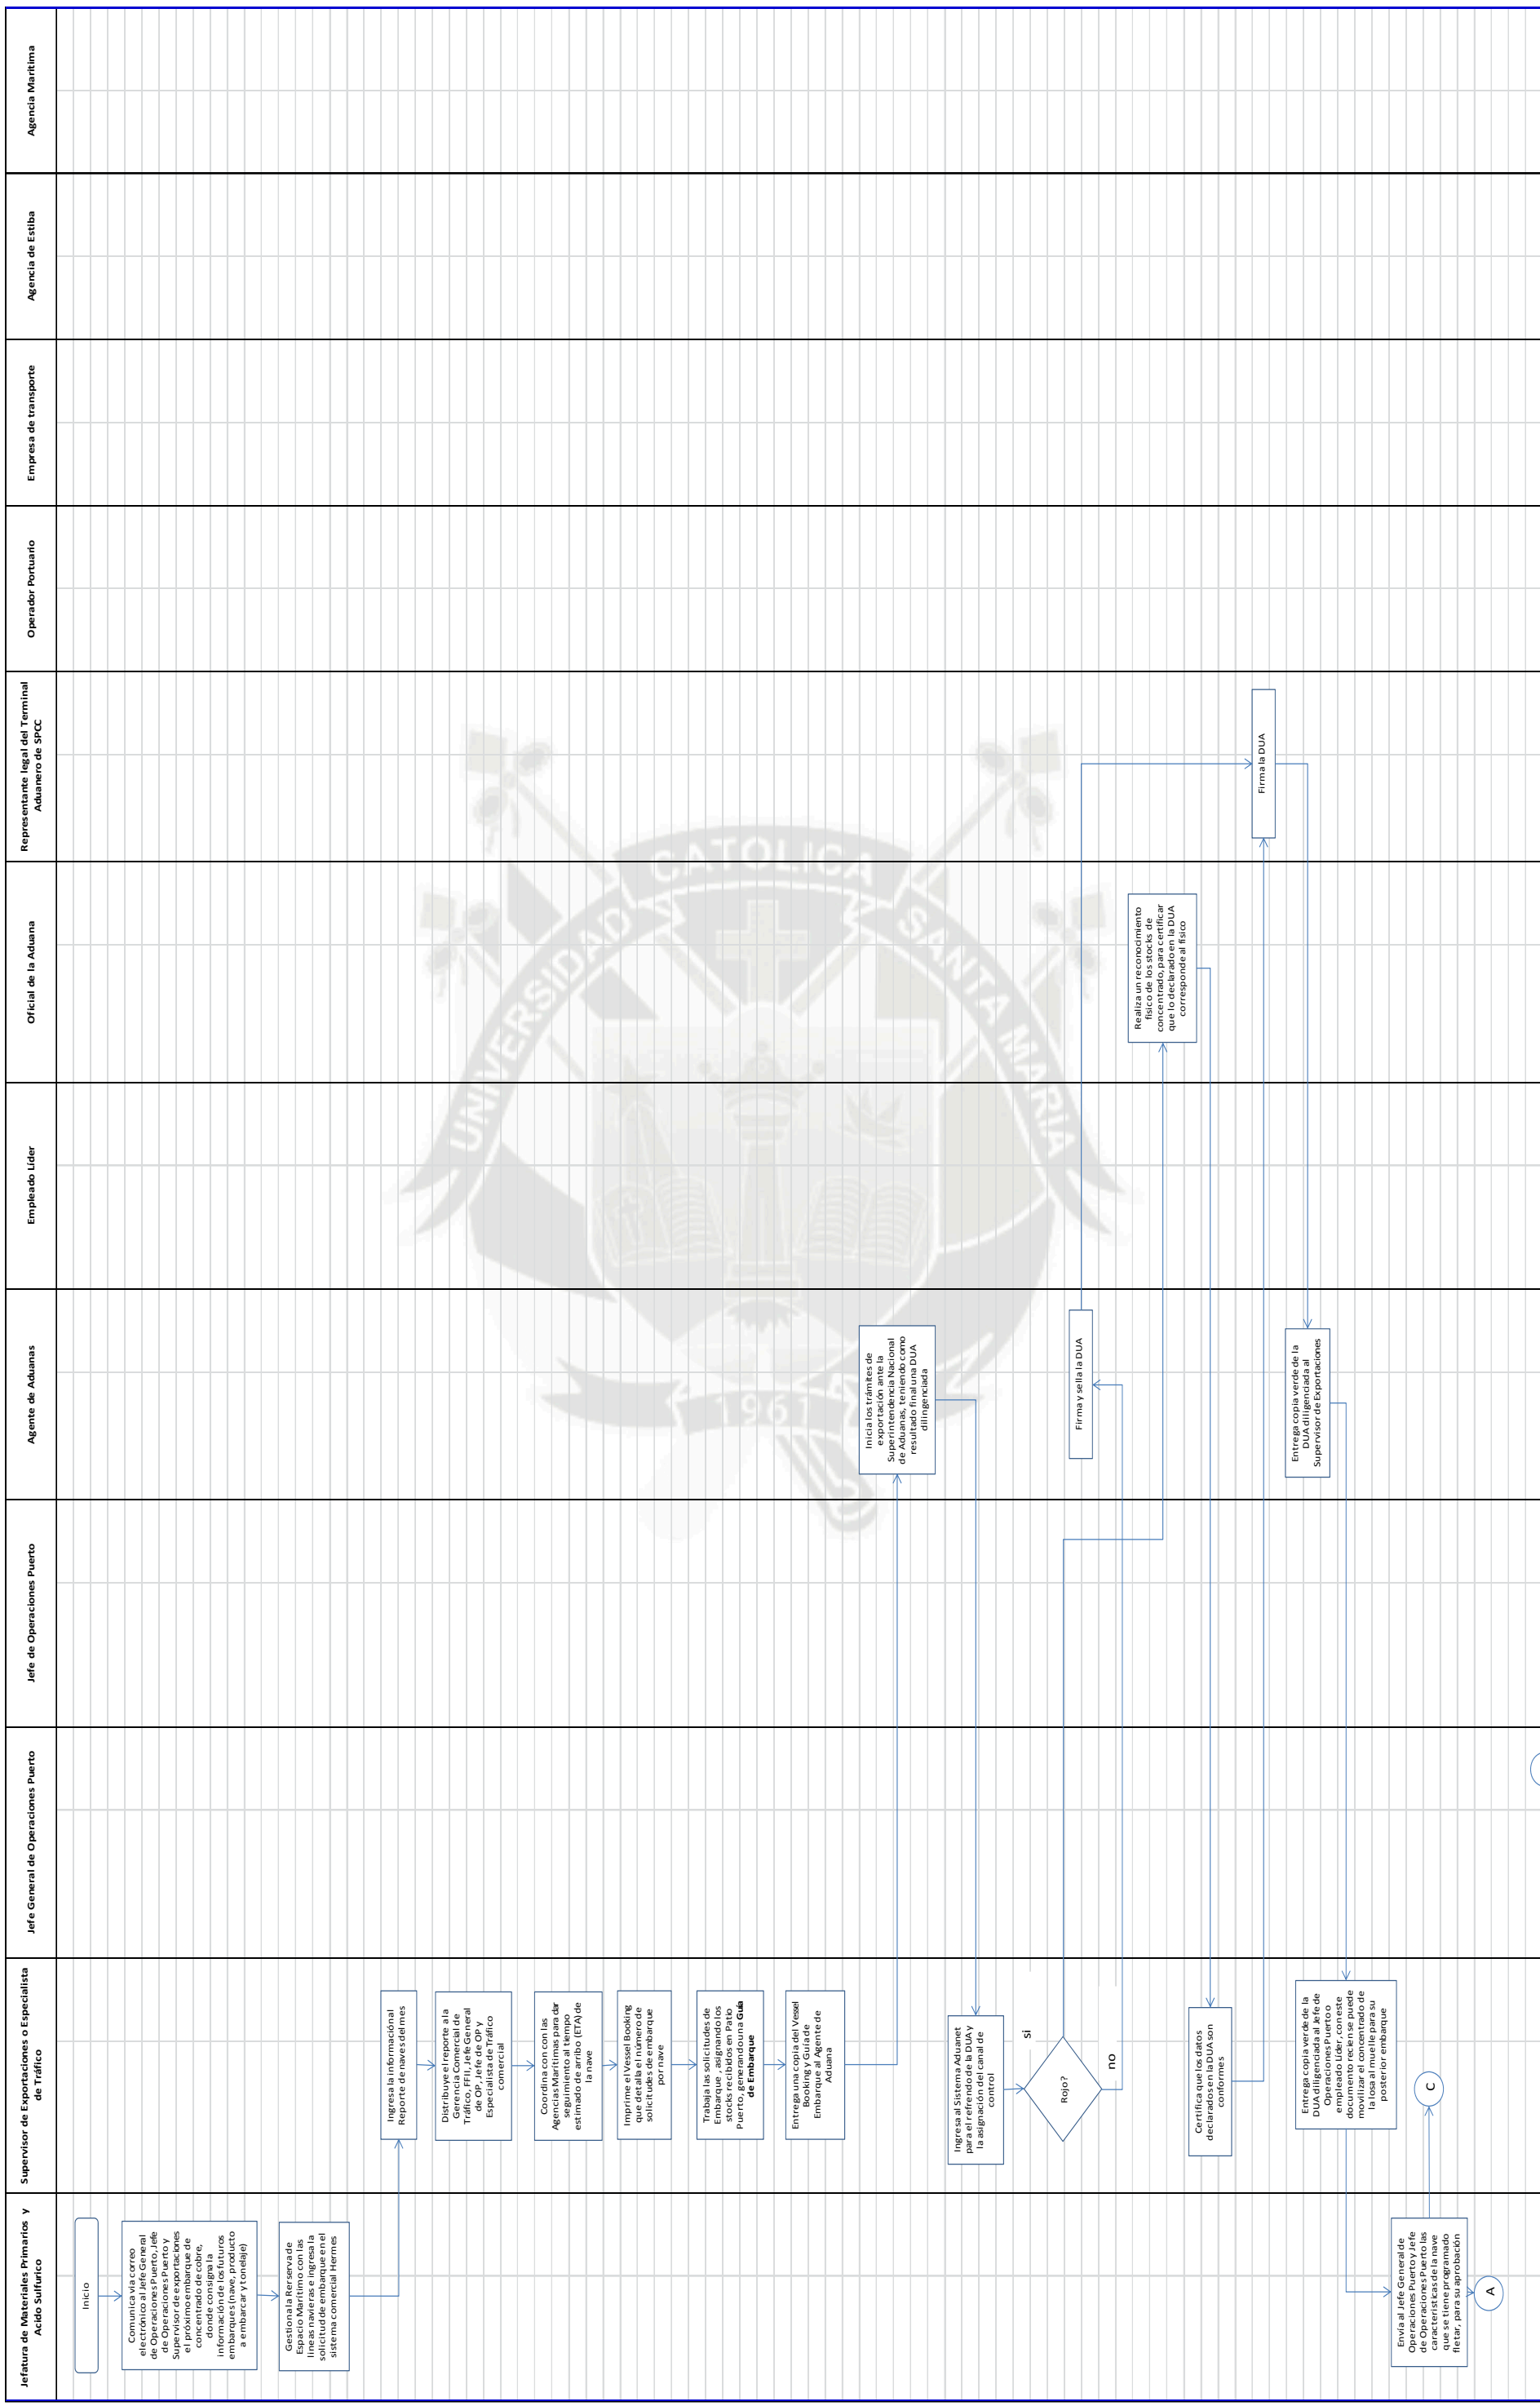 Jefatura de Materiales Primarios y
Acido Sulfurico
Supervisor de Exportaciones o Especialista
de Tráfico
Jefe General de Operaciones Puerto
Jefe de Operaciones Puerto
Agente de Aduanas
Empleado Líder
Oficial de la Aduana
Representante legal del Terminal
Aduanero de SPCC
Operador Portuario
Empresa de transporte
Agencia de Estiba
Agencia Marítima
Inicio
Comunica vía correo
electrónico al Jefe General
de Operaciones Puerto, Jefe
de Operaciones Puerto y
Supervisor de exportaciones
el próximo embarque de
concentrado de cobre,
donde consigna la
información de los futuros
embarques (nave, producto
a embarcar y tonelaje)
Gestiona la Rerserva de
Espacio Marítimo con las
líneas navieras e ingresa la
solicitud de embarque en el
sistema comercial Hermes
Ingresa la informaciónal
Reporte de naves del mes
Distribuye el reporte a la
Gerencia Comercial de
Tráfico, FFII, Jefe General
de OP, Jefe de OP y
Especialista de Tráfico
comercial
Coordina con con las
Agencias Marítimas para dar
seguimiento al tiempo
estimado de arribo (ETA) de
la nave
Imprime el Vessel Booking
que detalla el número de
solicitudes de embarque
por nave
Trabaja las solicitudes de
Embarque , asignando los
stocks recibidos en Patio
Puerto, generando una Guía
de Embarque
Entrega una copia del Vessel
Booking y Guía de
Embarque al Agente de
Aduana
Inicia los trámites de
exportación ante la
Superintendencia Nacional
de Aduanas, teniendo como
resultado final una DUA
dilingenciada
Ingresa al Sistema Aduanet
para el refrendo de la DUA y
la asignación del canal de
control
Rojo?
si
no
Firma y sella la DUA
Realiza un reconocimiento
físico de los stocks de
concentrado, para certificar
que lo declarado en la DUA
corresponde al físico
Certifica que los datos
declarados en la DUA son
conformes
Firma la DUA
Entrega copia verde de la
DUA diligenciada al
Supervisor de Exportaciones
Entrega copia verde de la
DUA diligenciada al Jefe de
Operaciones Puerto o
empleado Líder, con este
documento recien se puede
movilizar el concentrado de
la losa al muelle para su
posterior embarque
Envía al Jefe General de
Operaciones Puerto y Jefe
de Operaciones Puerto las
caracteristicas de la nave
que se tiene programado
fletar, para su aprobación
C
A
UNIVERSIDAD CATOLICA SANTA MARIA
1961